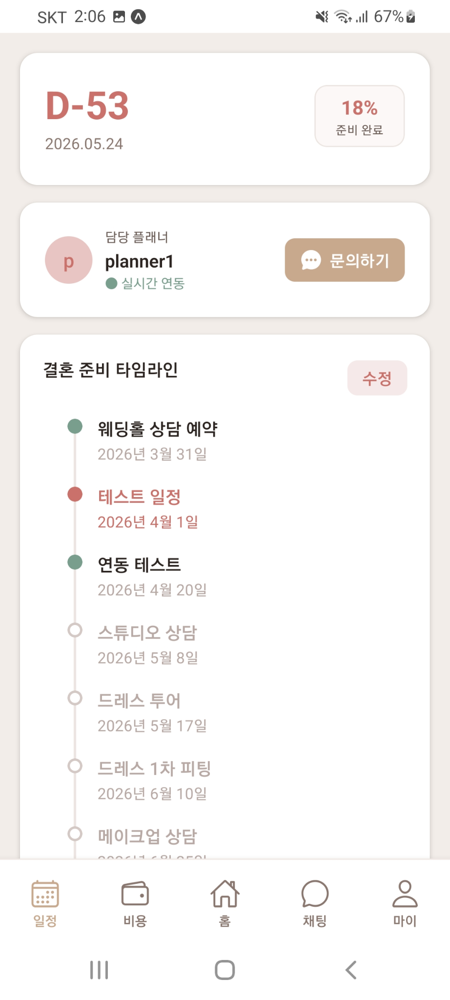 SKT 2:06
67%
D-53
2026.05.24
18%
준비 완료
p
담당 플래너
planner1
실시간 연동
문의하기
결혼 준비 타임라인
수정
웨딩홀 상담 예약
2026년 3월 31일
테스트 일정
2026년 4월 1일
연동 테스트
2026년 4월 20일
스튜디오 상담
2026년 5월 8일
드레스 투어
2026년 5월 17일
드레스 1차 피팅
2026년 6월 10일
메이크업 상담
일정
비용
홈
채팅
마이